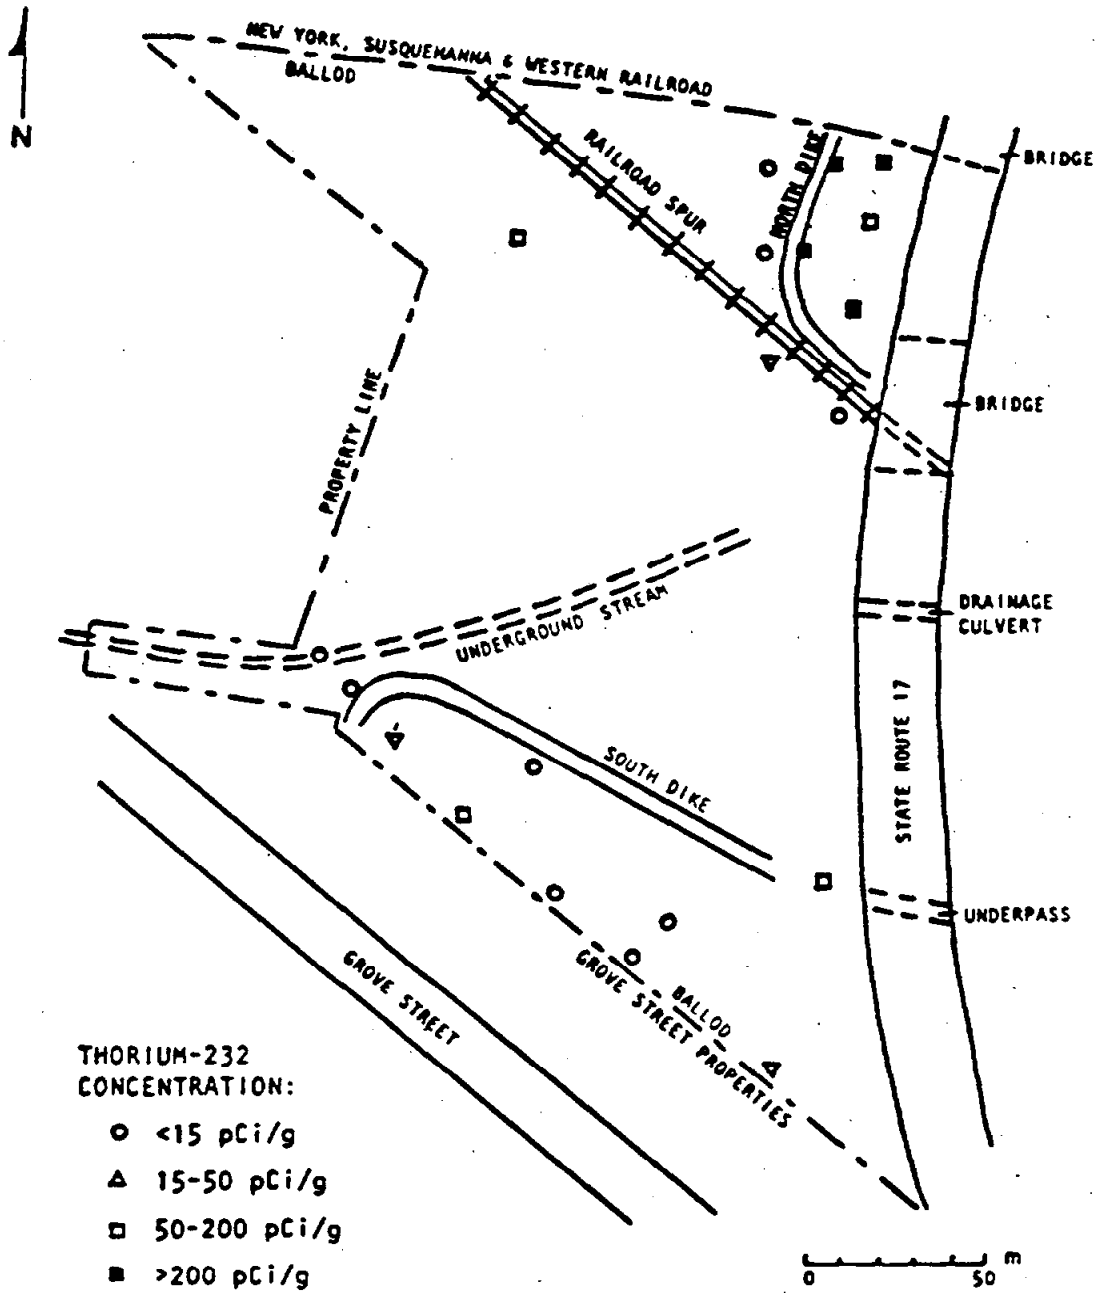 N
NEW YORK, SUSQUEHANNA & WESTERN RAILROAD
BALLOD
RAILROAD SPUR
NORTH DIKE
BRIDGE
BRIDGE
PROPERTY LINE
UNDERGROUND STREAM
DRAINAGE
CULVERT
STATE ROUTE 17
SOUTH DIKE
UNDERPASS
GROVE STREET
BALLOD
GROVE STREET PROPERTIES
THORIUM-232
CONCENTRATION:
<15 pCi/g
15-50 pCi/g
50-200 pCi/g
>200 pCi/g
m
0 50